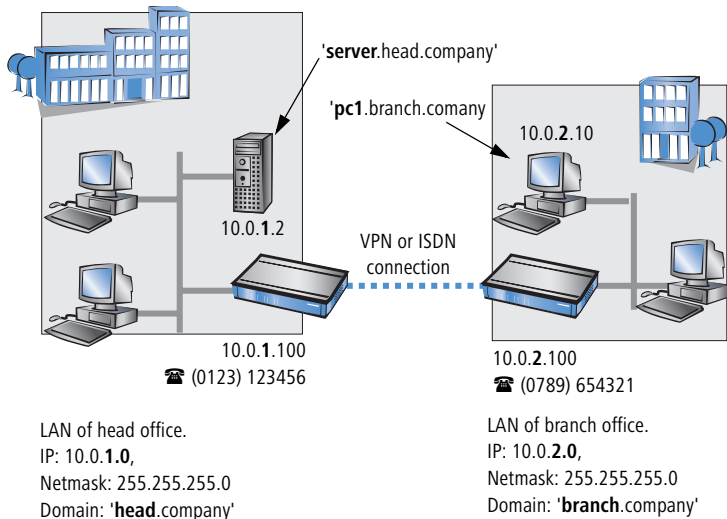 'server.head.company'
'pc1.branch.comany
10.0.2.10
10.0.1.2
VPN or ISDN
connection
10.0.1.100
☎ (0123) 123456
10.0.2.100
☎ (0789) 654321
LAN of head office.
IP: 10.0.1.0,
Netmask: 255.255.255.0
Domain: 'head.company'
LAN of branch office.
IP: 10.0.2.0,
Netmask: 255.255.255.0
Domain: 'branch.company'